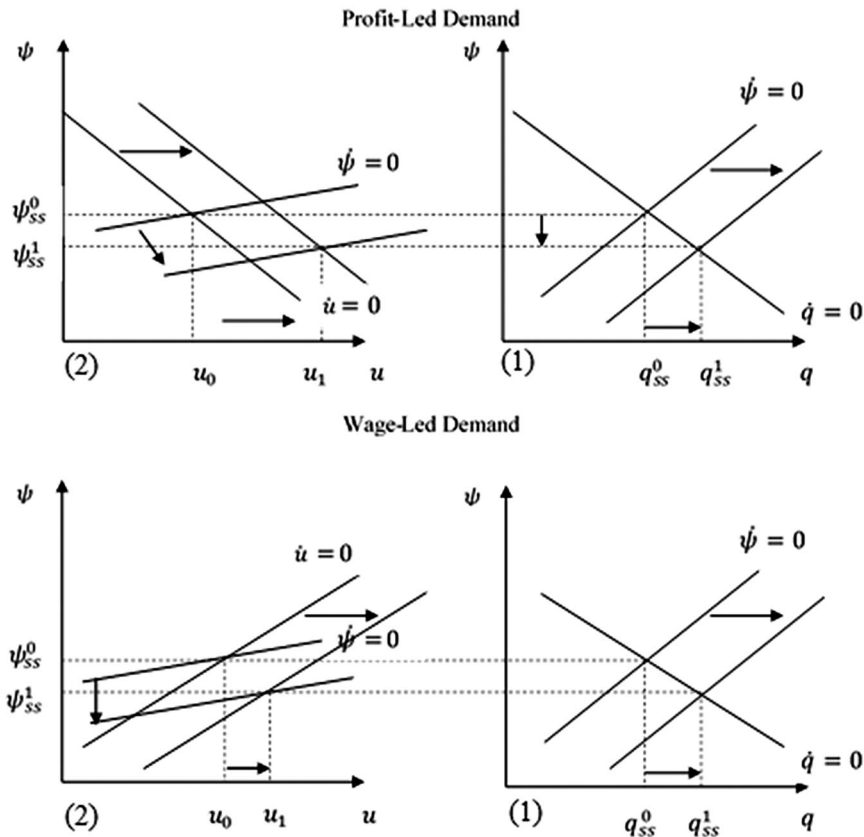 Profit-Led Demand
ψ
ψ
ψ̇ = 0
ψ̇ = 0
ψ⁰ss
ψ¹ss
u̇ = 0
q̇ = 0
(2)
u₀
u₁
u
(1)
q⁰ss
q¹ss
q
Wage-Led Demand
ψ
ψ
u̇ = 0
ψ̇ = 0
ψ̇ = 0
ψ⁰ss
ψ¹ss
q̇ = 0
(2)
u₀
u₁
u
(1)
q⁰ss
q¹ss
q